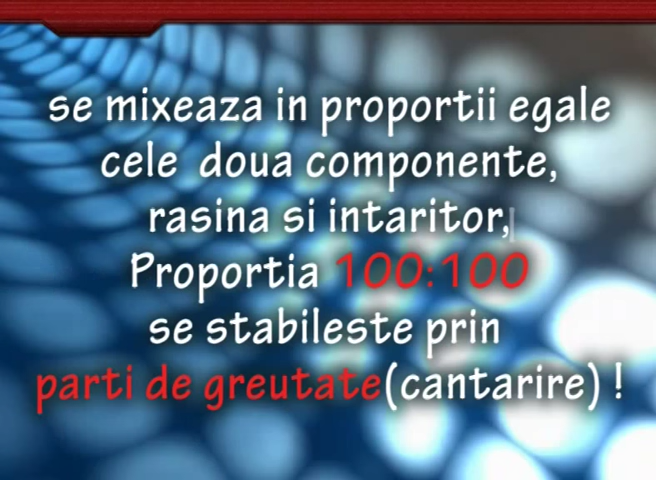 se mixeaza in proportii egale
cele doua componente,
rasina si intaritor,
Proportia 100:100
se stabileste prin
parti de greutate(cantarire) !